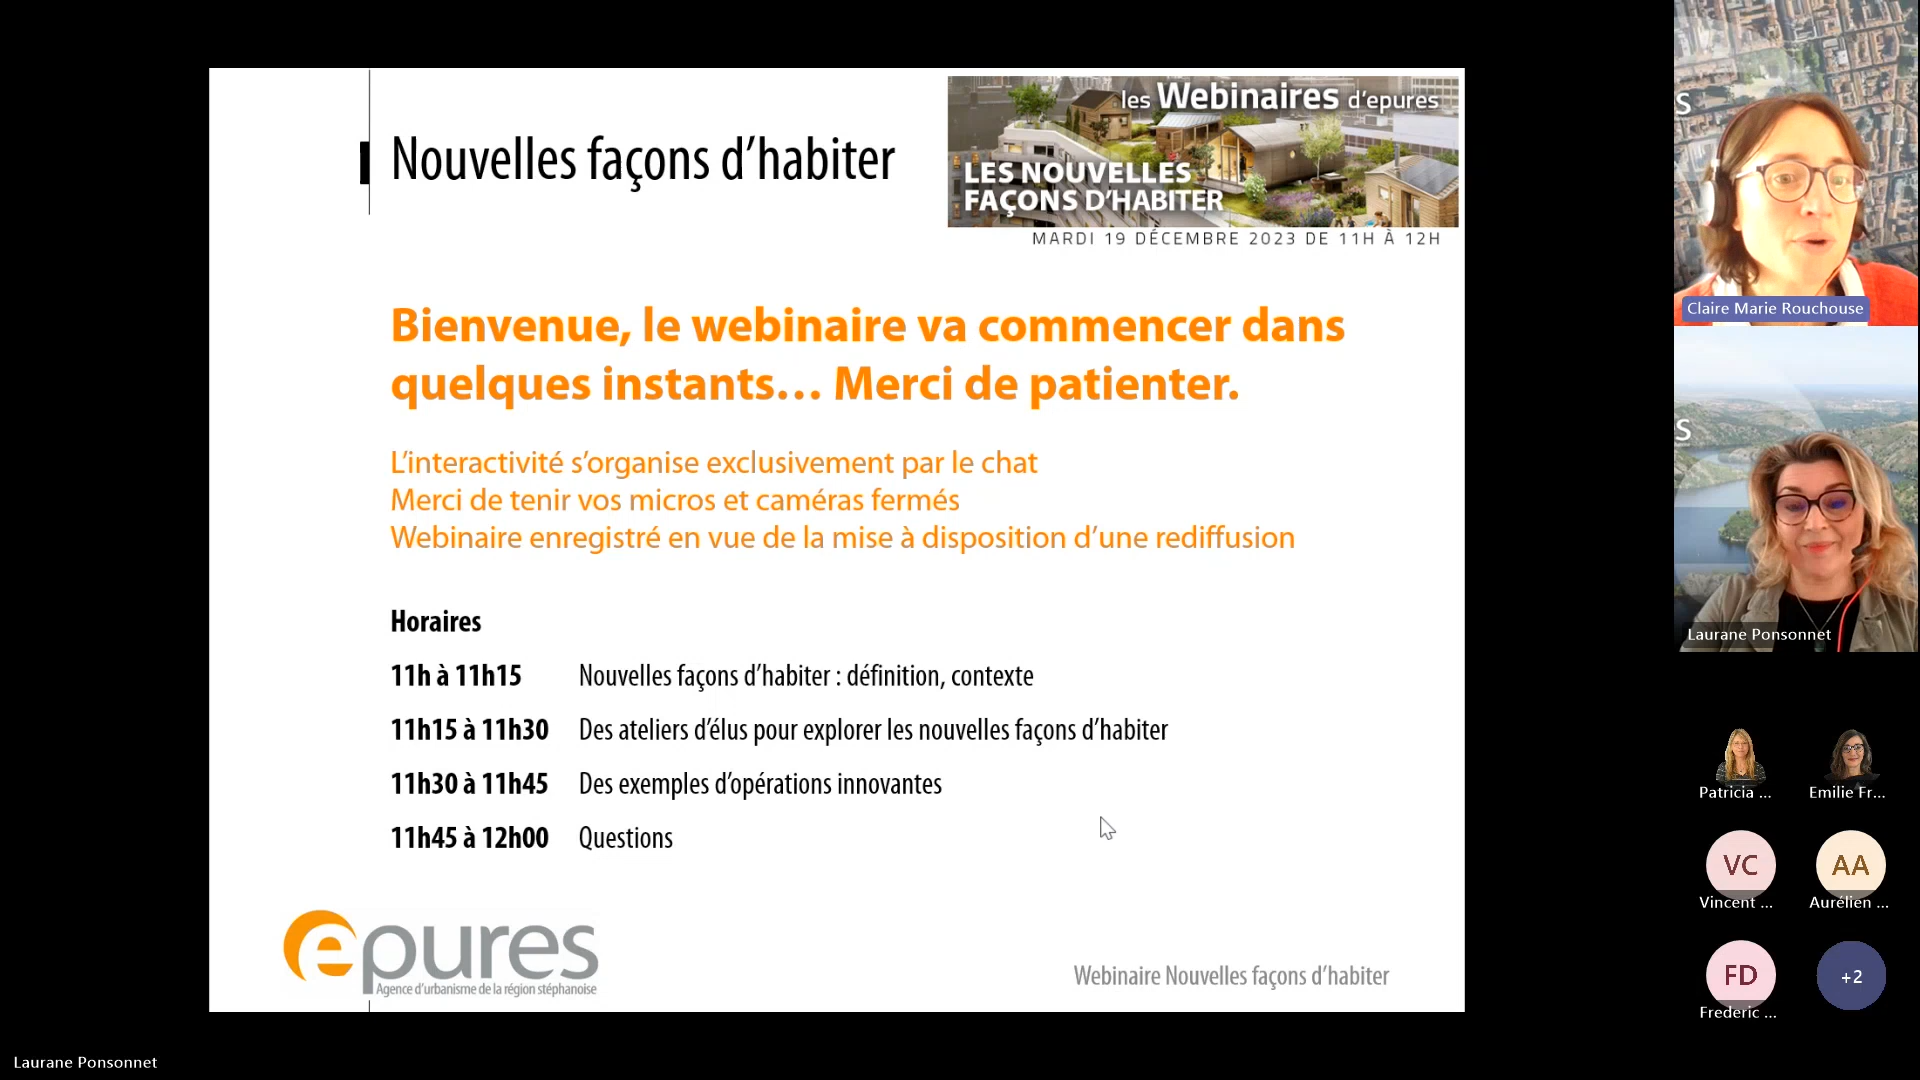 Nouvelles façons d’habiter
les Webinaires d’epures
LES NOUVELLES
FAÇONS D’HABITER
MARDI 19 DÉCEMBRE 2023 DE 11H À 12H
Bienvenue, le webinaire va commencer dans
quelques instants… Merci de patienter.
L’interactivité s’organise exclusivement par le chat
Merci de tenir vos micros et caméras fermés
Webinaire enregistré en vue de la mise à disposition d’une rediffusion
Horaires
11h à 11h15 Nouvelles façons d’habiter : définition, contexte
11h15 à 11h30 Des ateliers d’élus pour explorer les nouvelles façons d’habiter
11h30 à 11h45 Des exemples d’opérations innovantes
11h45 à 12h00 Questions
epures
Agence d’urbanisme de la région stéphanoise
Webinaire Nouvelles façons d’habiter
S
Claire Marie Rouchouse
S
Laurane Ponsonnet
Patricia ...
Emilie Fr...
VC
Vincent ...
AA
Aurélien ...
FD
Frederic ...
+2
Laurane Ponsonnet